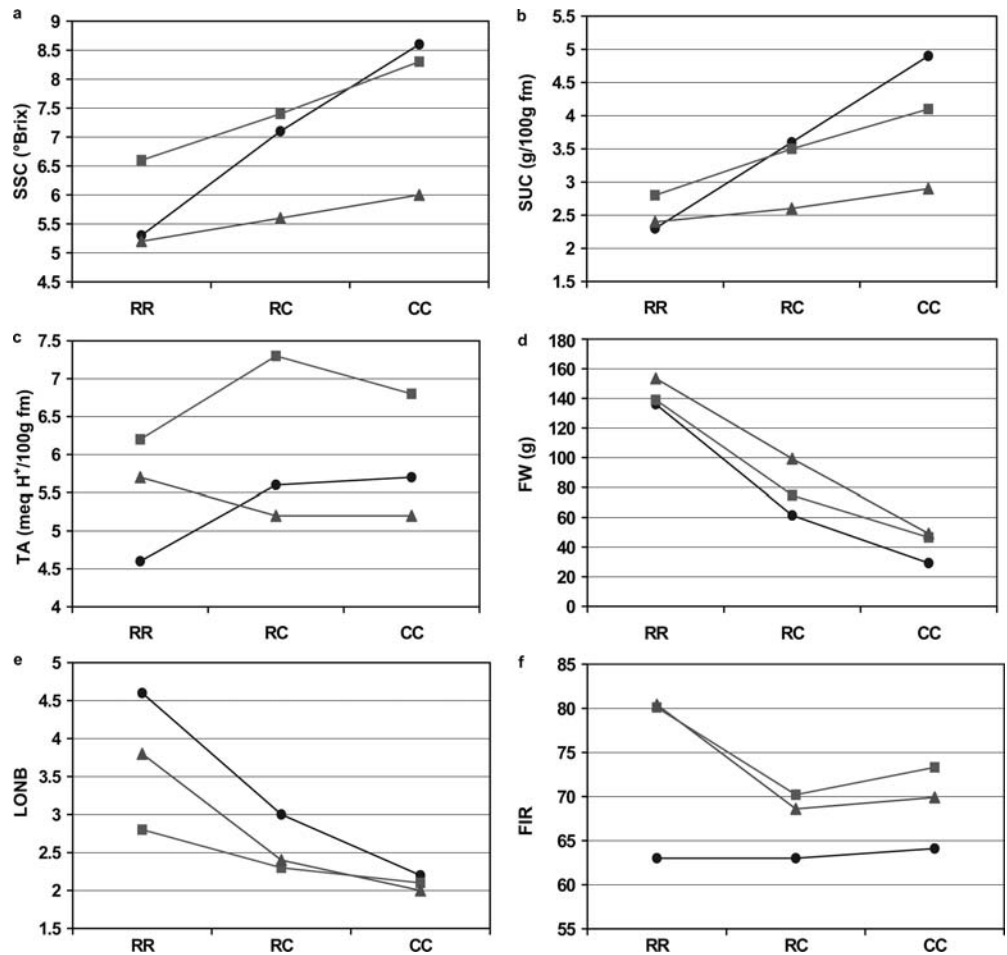 a
9
8.5
8
7.5
7
6.5
6
5.5
5
4.5
SSC (°Brix)
RR RC CC
b
5.5
5
4.5
4
3.5
3
2.5
2
1.5
SUC (g/100g fm)
RR RC CC
c
7.5
7
6.5
6
5.5
5
4.5
4
TA (meq H⁺/100g fm)
RR RC CC
d
180
160
140
120
100
80
60
40
20
0
FW (g)
RR RC CC
e
5
4.5
4
3.5
3
2.5
2
1.5
LONB
RR RC CC
f
85
80
75
70
65
60
55
FIR
RR RC CC